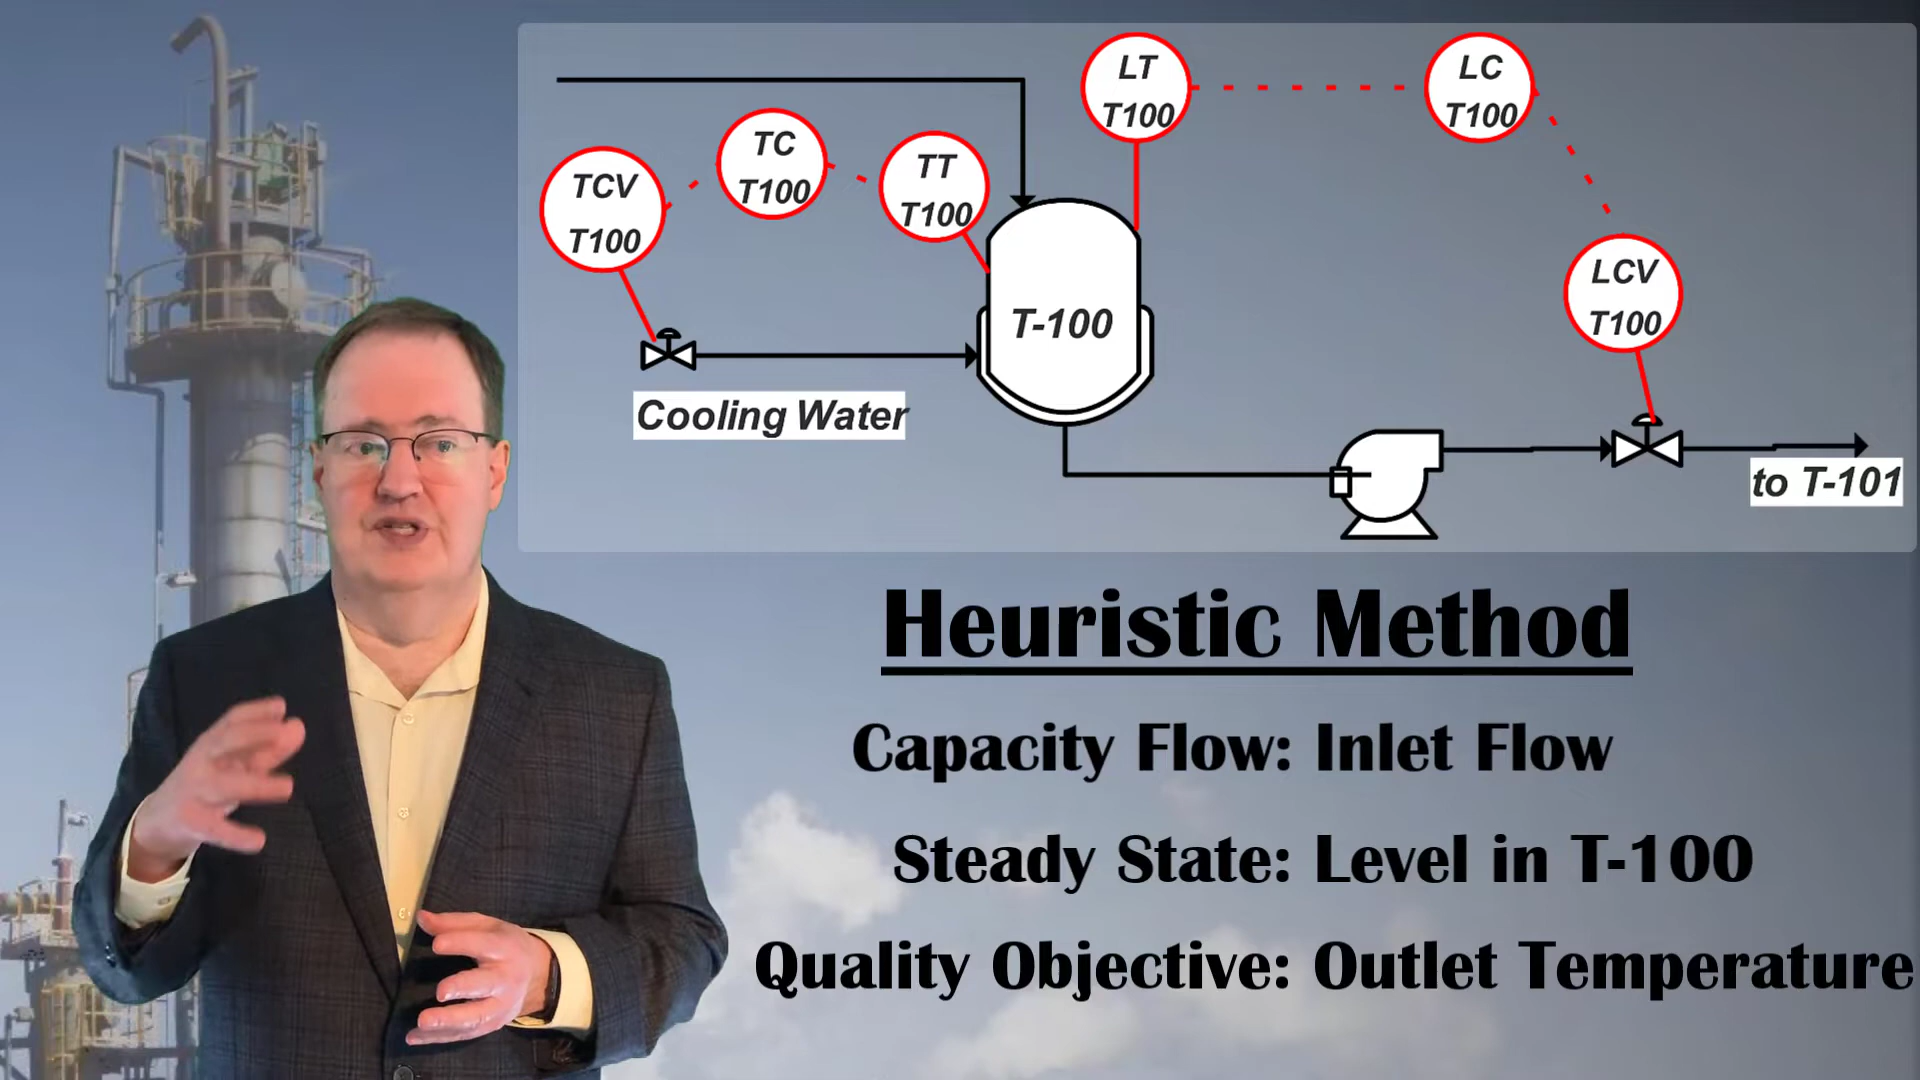 LT
T100
LC
T100
TC
T100
TT
T100
TCV
T100
LCV
T100
T-100
Cooling Water
to T-101
Heuristic Method
Capacity Flow: Inlet Flow
Steady State: Level in T-100
Quality Objective: Outlet Temperature